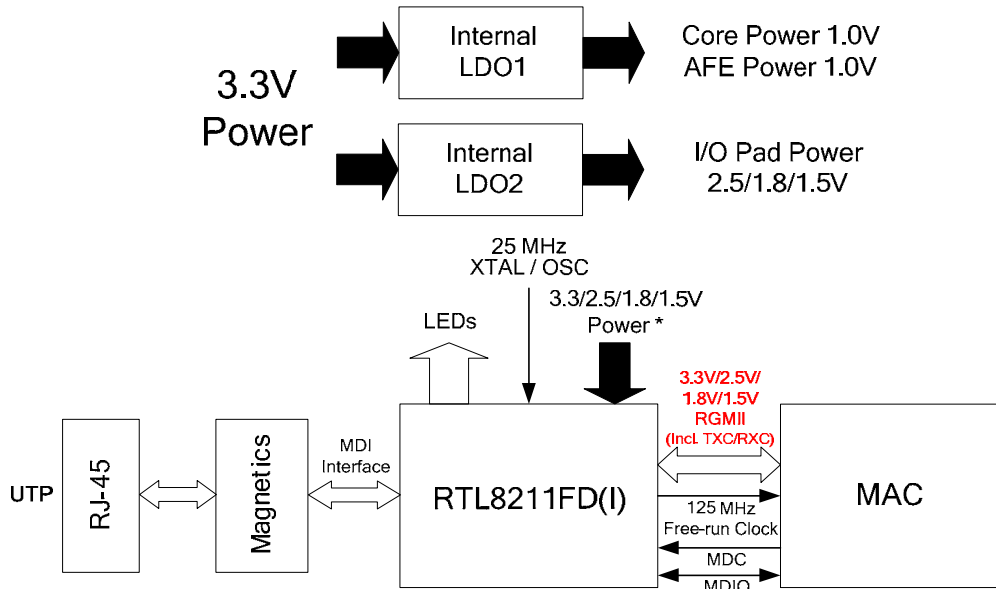 3.3V
Power
Internal
LDO1
Core Power 1.0V
AFE Power 1.0V
Internal
LDO2
I/O Pad Power
2.5/1.8/1.5V
25 MHz
XTAL / OSC
3.3/2.5/1.8/1.5V
Power *
LEDs
3.3V/2.5V/
1.8V/1.5V
RGMII
(Incl. TXC/RXC)
UTP
RJ-45
Magnetics
MDI
Interface
RTL8211FD(I)
125 MHz
Free-run Clock
MDC
MDIO
MAC